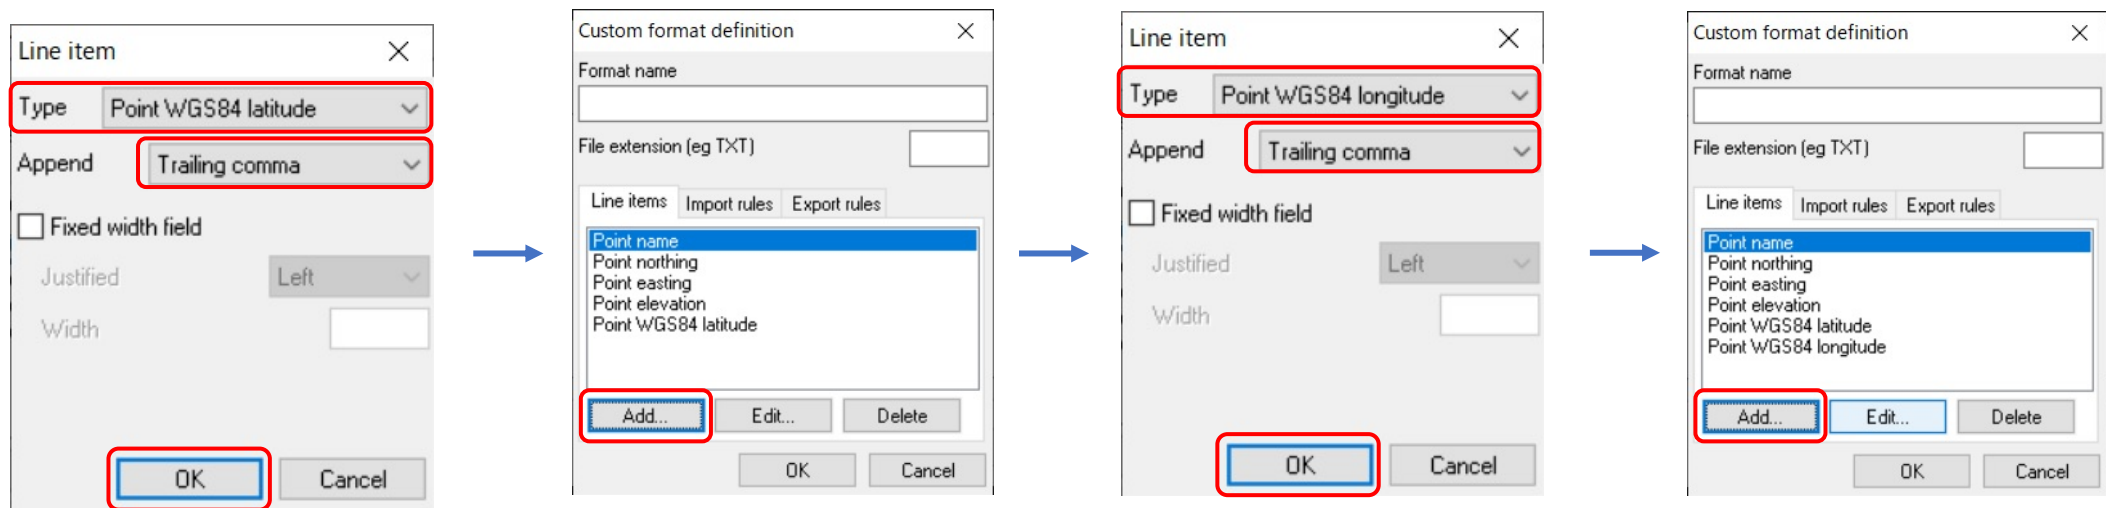 Line item
Type Point WGS84 latitude
Append Trailing comma
Fixed width field
Justified Left
Width
OK Cancel
Custom format definition
Format name
File extension (eg TXT)
Line items Import rules Export rules
Point name
Point northing
Point easting
Point elevation
Point WGS84 latitude
Add... Edit... Delete
OK Cancel
Line item
Type Point WGS84 longitude
Append Trailing comma
Fixed width field
Justified Left
Width
OK Cancel
Custom format definition
Format name
File extension (eg TXT)
Line items Import rules Export rules
Point name
Point northing
Point easting
Point elevation
Point WGS84 latitude
Point WGS84 longitude
Add... Edit... Delete
OK Cancel